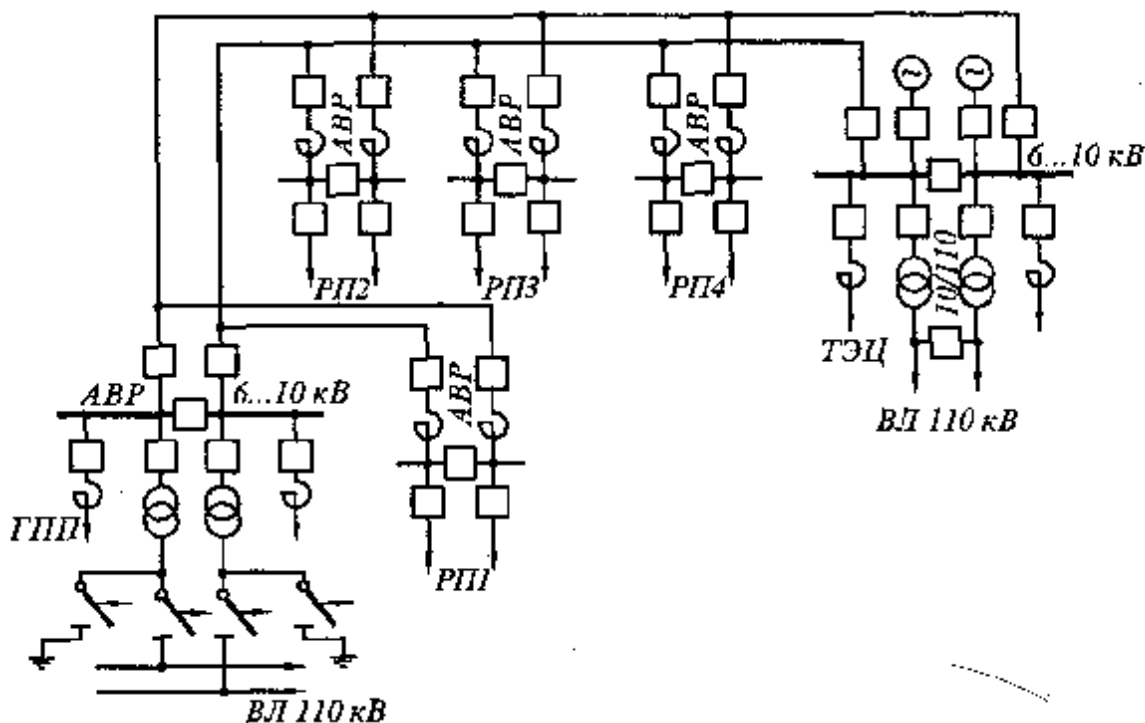 АВР
АВР
АВР
6...10 кВ
РП2
РП3
РП4
10/110
ТЭЦ
ВЛ 110 кВ
АВР
6...10 кВ
АВР
ГПП
РП1
ВЛ 110 кВ